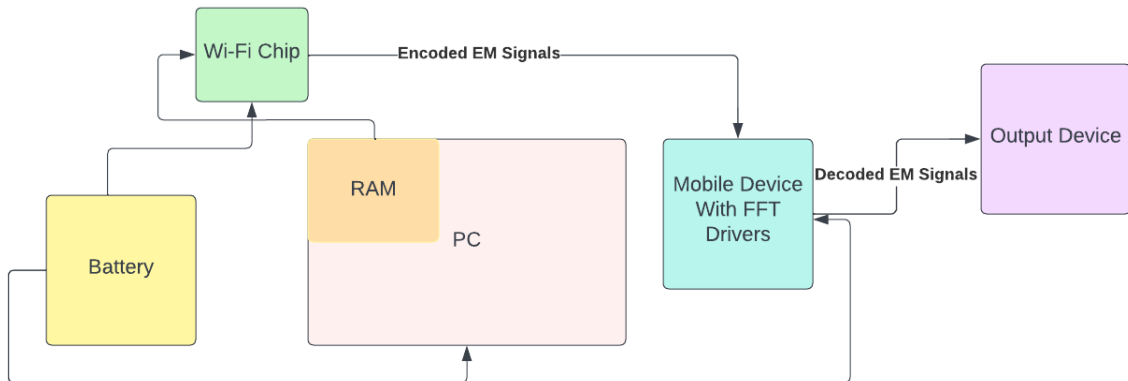 Wi-Fi Chip
Encoded EM Signals
Output Device
RAM
Mobile Device
With FFT
Drivers
Decoded EM Signals
PC
Battery